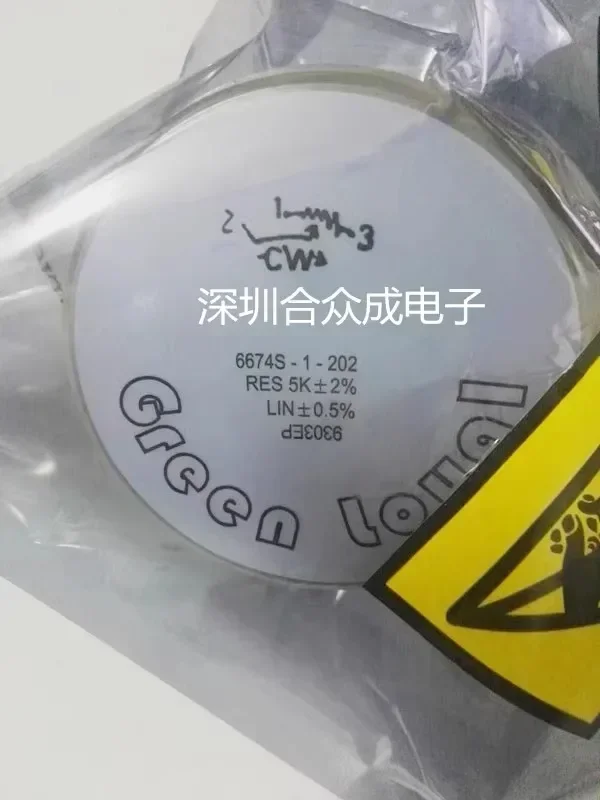 2 1 3
CW
深圳合众成电子
6674S - 1 - 202
RES 5K±2%
LIN±0.5%
9303EP
Green